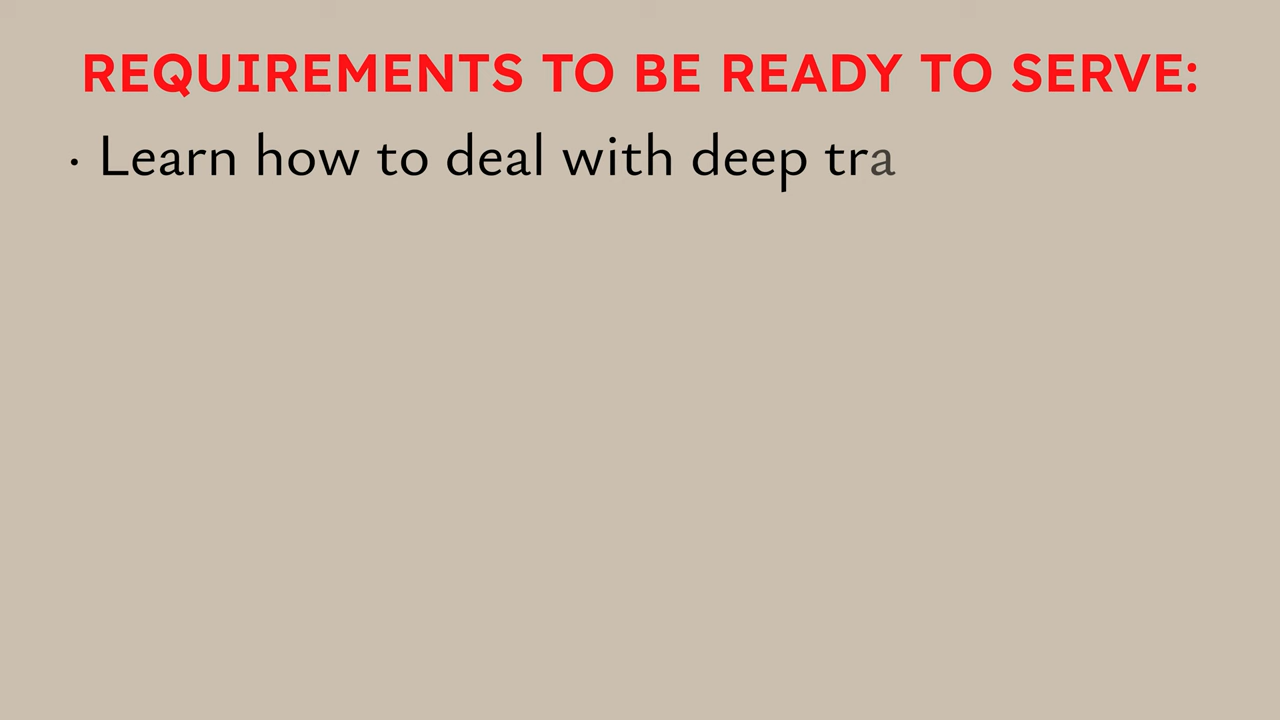 REQUIREMENTS TO BE READY TO SERVE:
· Learn how to deal with deep tra